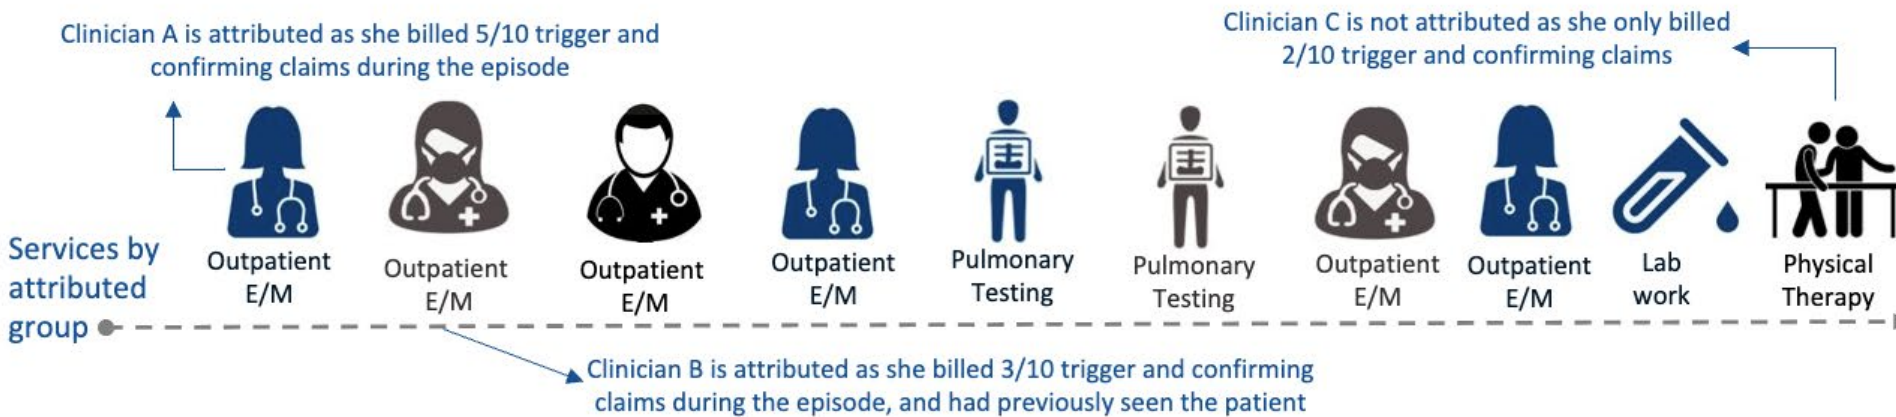 Clinician A is attributed as she billed 5/10 trigger and
confirming claims during the episode
Clinician C is not attributed as she only billed
2/10 trigger and confirming claims
Services by
attributed
group
Outpatient
E/M
Outpatient
E/M
Outpatient
E/M
Outpatient
E/M
Pulmonary
Testing
Pulmonary
Testing
Outpatient
E/M
Outpatient
E/M
Lab
work
Physical
Therapy
Clinician B is attributed as she billed 3/10 trigger and confirming
claims during the episode, and had previously seen the patient